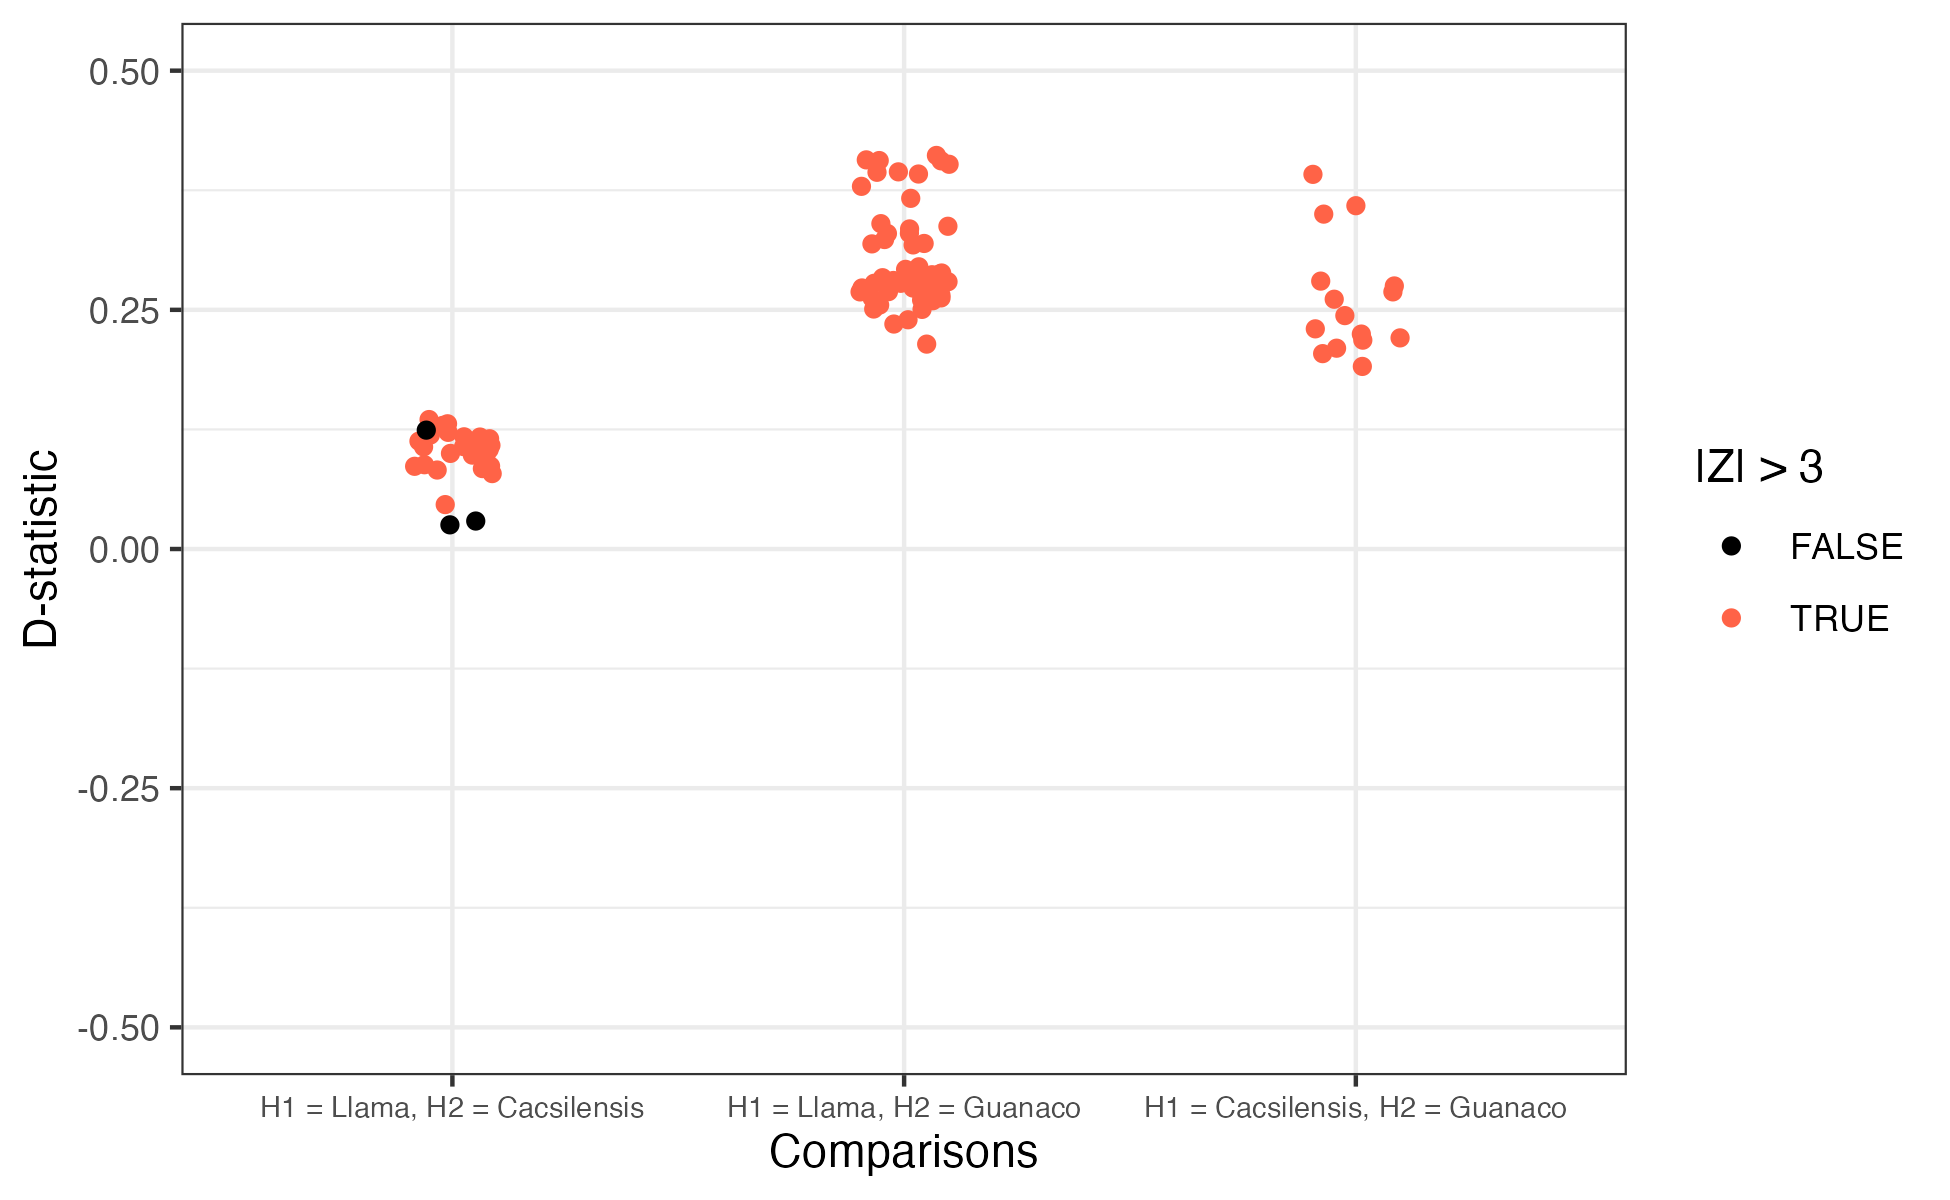 0.50
0.25
0.00
-0.25
-0.50
D-statistic
H1 = Llama, H2 = Cacsilensis
H1 = Llama, H2 = Guanaco
H1 = Cacsilensis, H2 = Guanaco
Comparisons
|Z| > 3
FALSE
TRUE